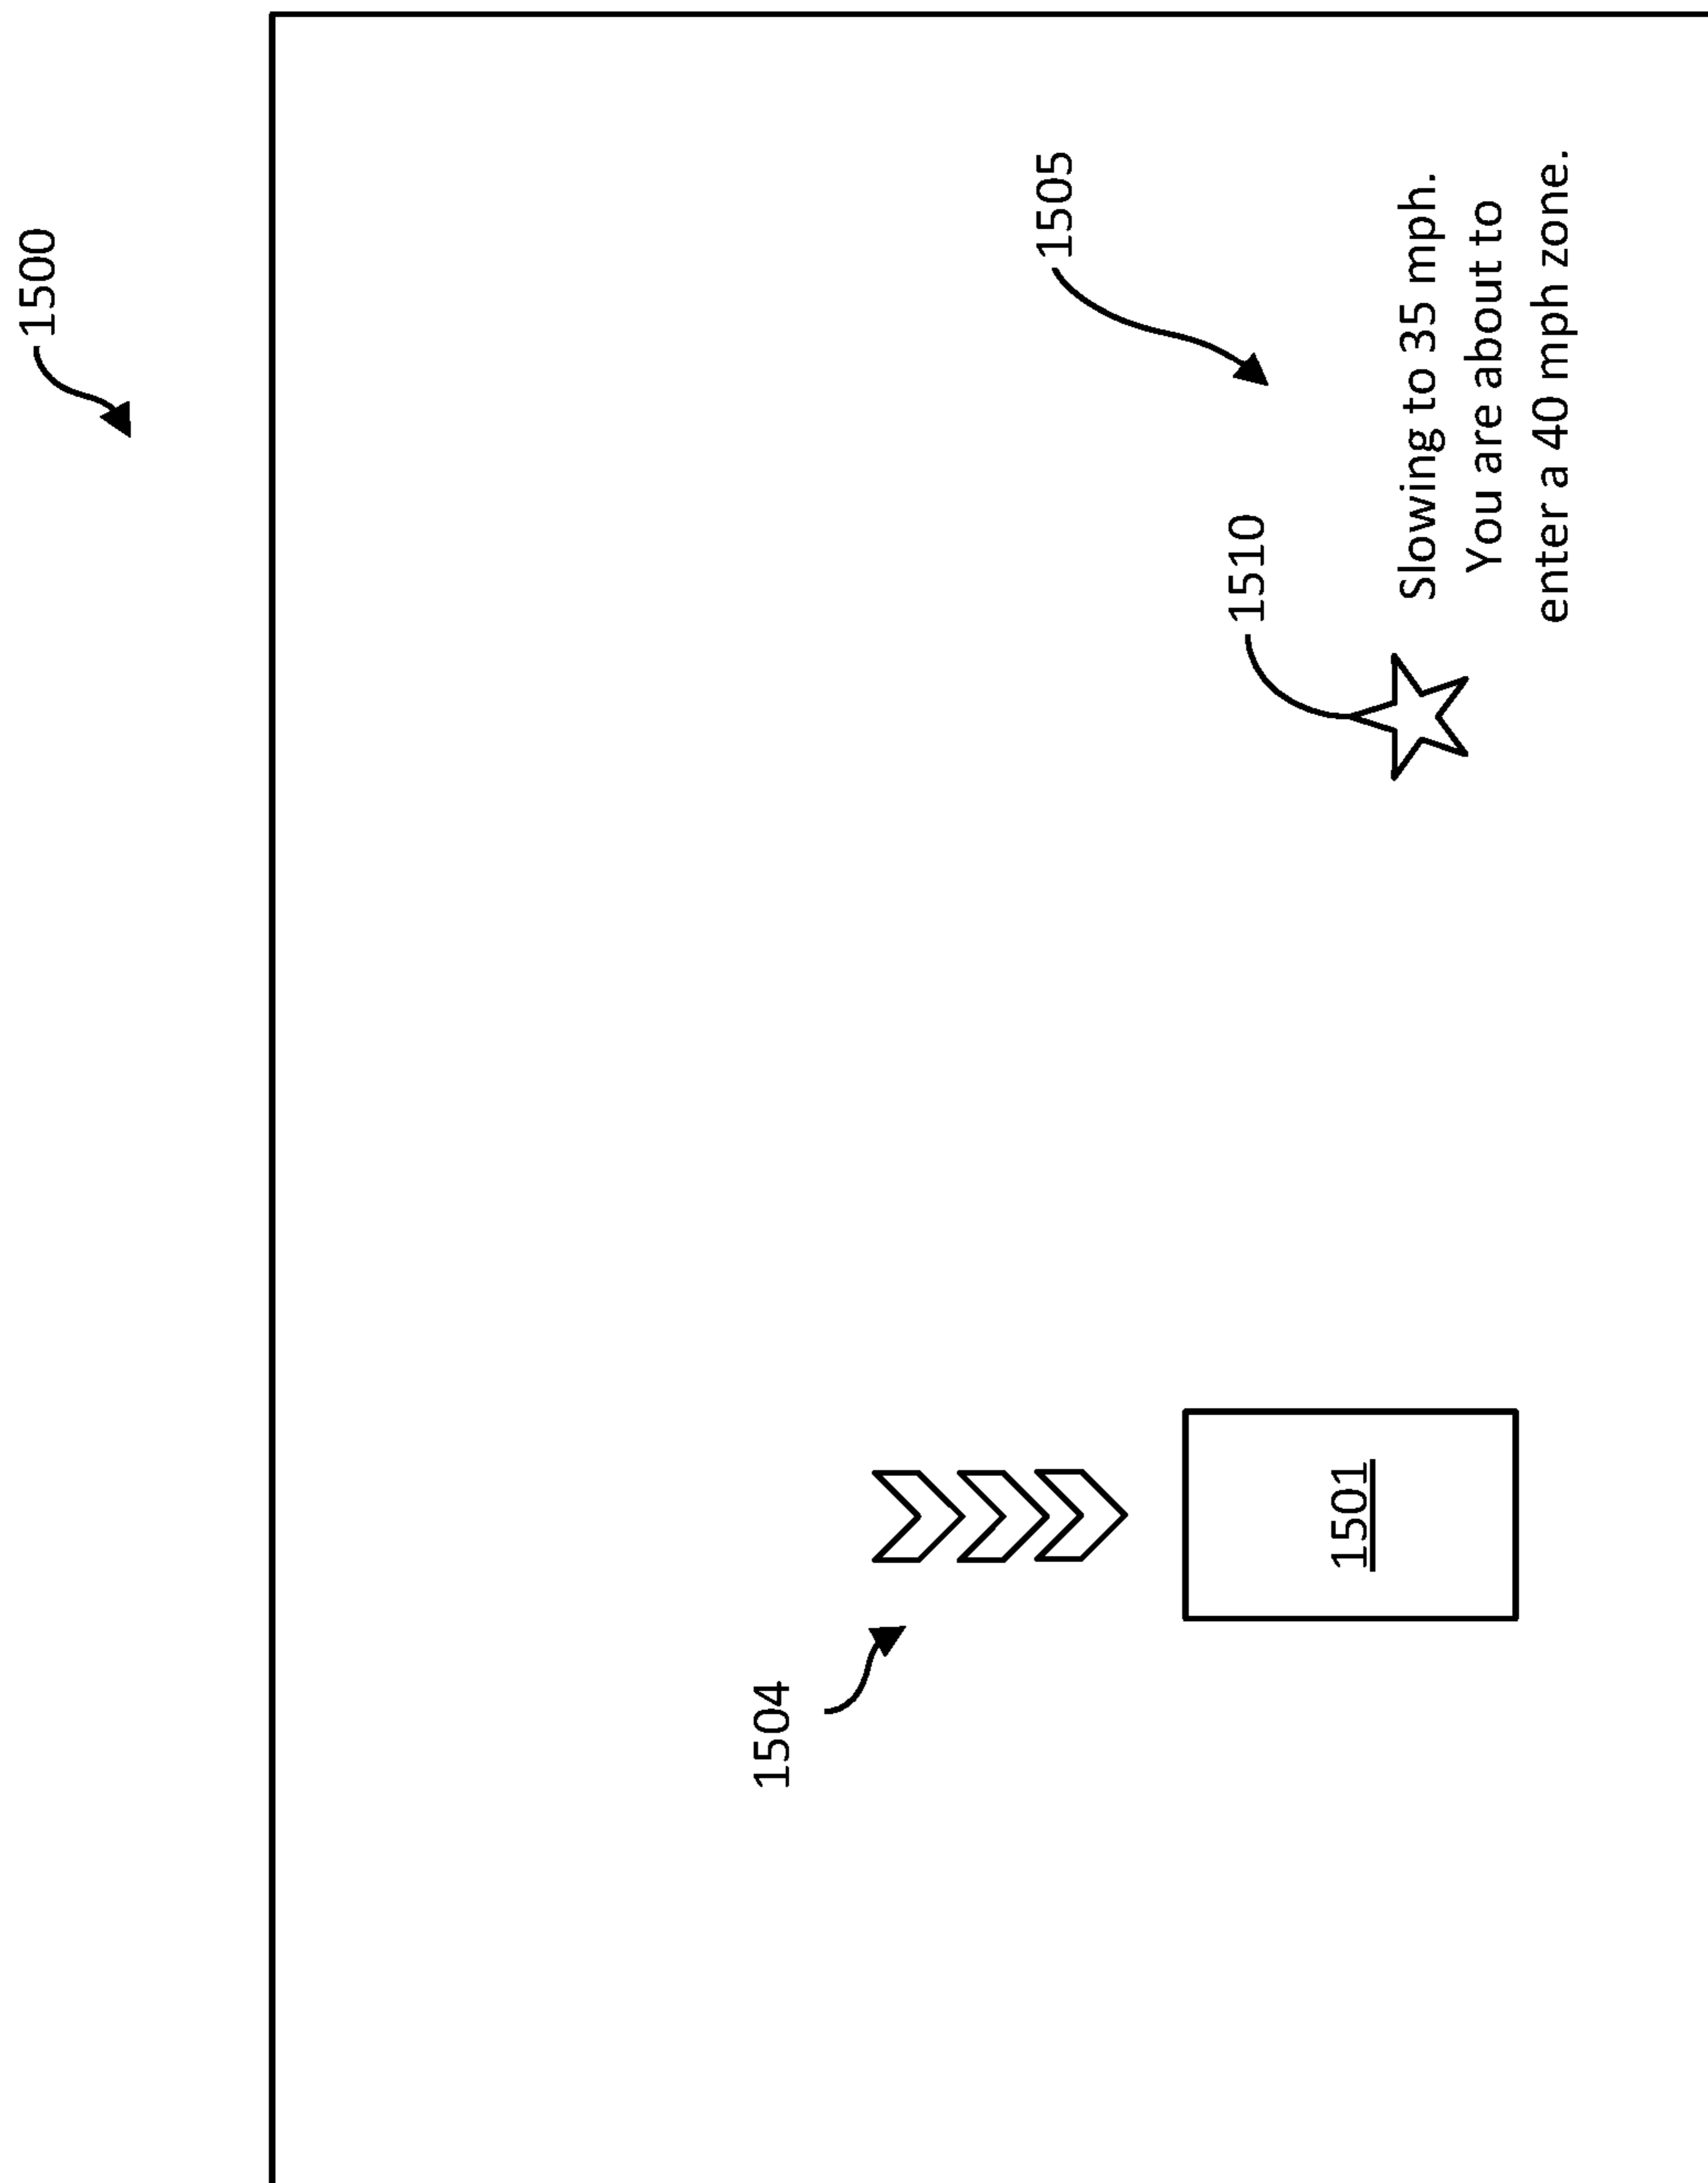 1500
1504
1505
1510
Slowing to 35 mph.
You are about to
enter a 40 mph zone.
1501